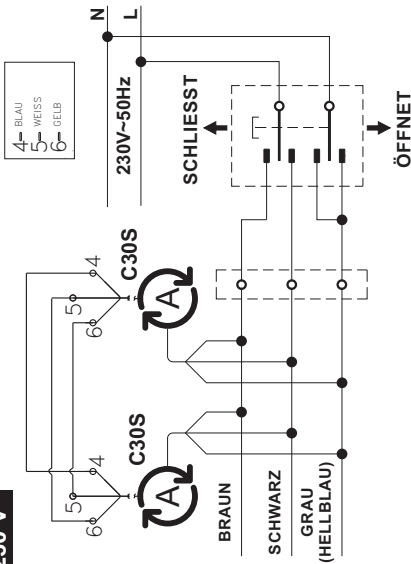 4 – BLAU
5 – WEISS
6 – GELB
N
L
230V~50Hz
SCHLIESST
ÖFFNET
C30S
A
4
5
6
C30S
A
4
5
6
BRAUN
SCHWARZ
GRAU
(HELLBLAU)